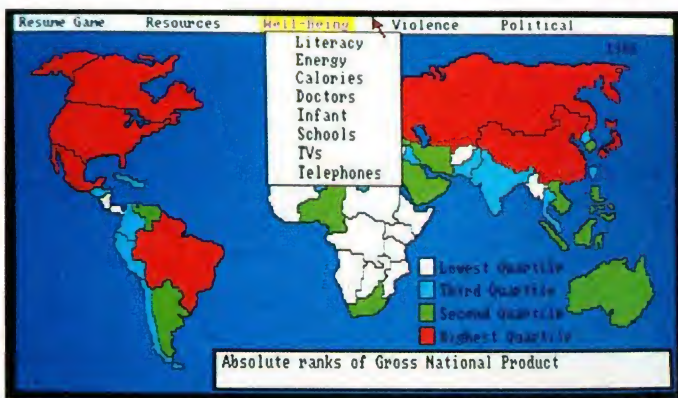 Resume Game Resources Well-Being Violence Political
Literacy
Energy
Calories
Doctors
Infant
Schools
TVs
Telephones
Lowest Quartile
Third Quartile
Second Quartile
Highest Quartile
Absolute ranks of Gross National Product